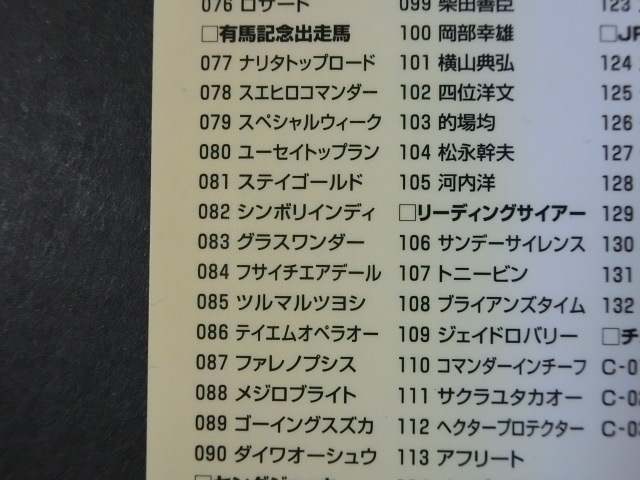 076 ロサード
□有馬記念出走馬
077 ナリタトップロード
078 スエヒロコマンダー
079 スペシャルウィーク
080 ユーセイトップラン
081 ステイゴールド
082 シンボリインディ
083 グラスワンダー
084 フサイチエアデール
085 ツルマルツヨシ
086 テイエムオペラオー
087 ファレノプシス
088 メジロブライト
089 ゴーイングスズカ
090 ダイワオーシュウ
099 柴田善臣
100 岡部幸雄
101 横山典弘
102 四位洋文
103 的場均
104 松永幹夫
105 河内洋
□リーディングサイアー
106 サンデーサイレンス
107 トニービン
108 ブライアンズタイム
109 ジェイドロバリー
110 コマンダーインチーフ
111 サクラユタカオー
112 ヘクタープロテクター
113 アフリート
123
□JF
124
125
126
127
128
129
130
131
132
□チ